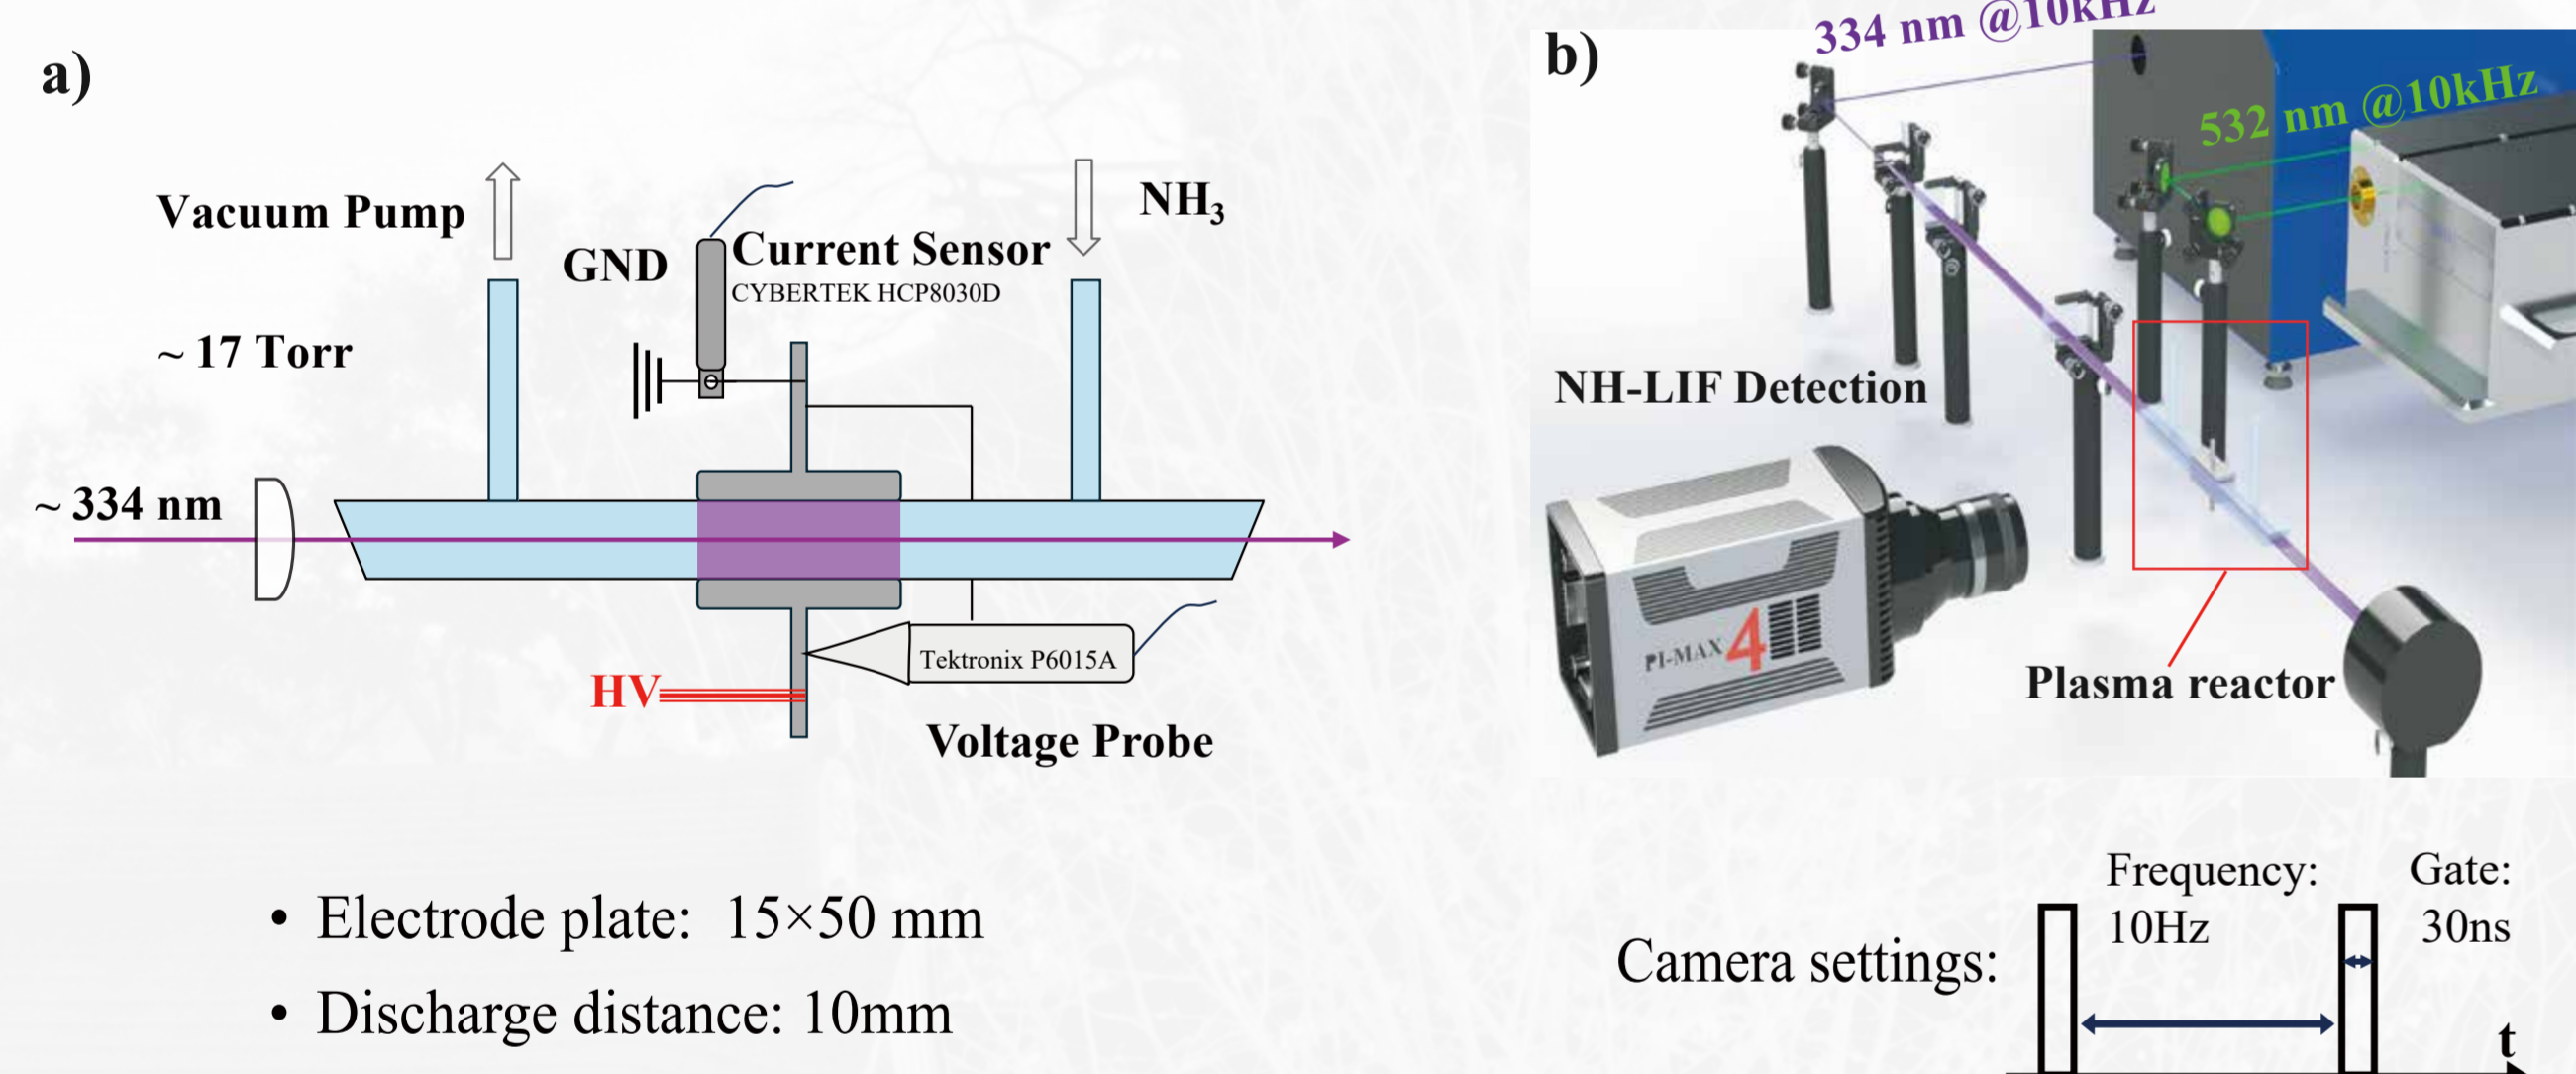 a)
Vacuum Pump
~ 17 Torr
GND
Current Sensor
CYBERTEK HCP8030D
NH₃
~ 334 nm
Tektronix P6015A
HV
Voltage Probe
• Electrode plate: 15×50 mm
• Discharge distance: 10mm
b)
334 nm @10kHz
532 nm @10kHz
NH-LIF Detection
PI-MAX 4
Plasma reactor
Camera settings:
Frequency:
10Hz
Gate:
30ns
t